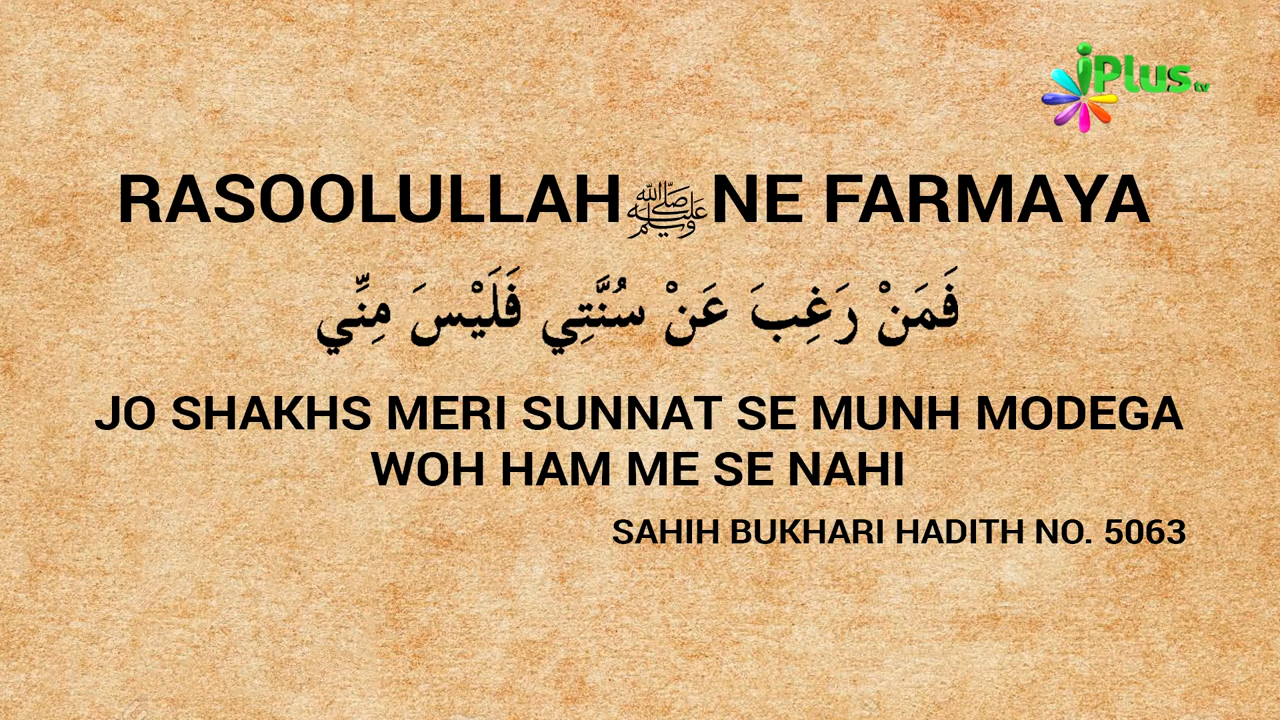 iPlus tv
RASOOLULLAH ﷺ NE FARMAYA
فَمَنْ رَغِبَ عَنْ سُنَّتِي فَلَيْسَ مِنِّي
JO SHAKHS MERI SUNNAT SE MUNH MODEGA
WOH HAM ME SE NAHI
SAHIH BUKHARI HADITH NO. 5063